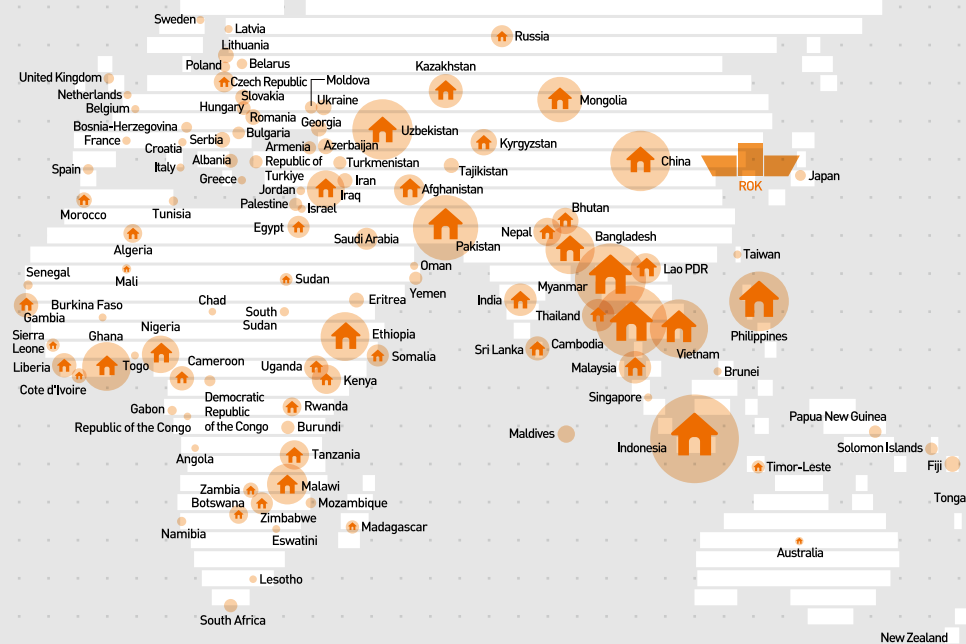 Sweden
Latvia
Russia
Lithuania
Poland
Belarus
Kazakhstan
United Kingdom
Czech Republic
Moldova
Netherlands
Slovakia
Ukraine
Mongolia
Belgium
Hungary
Romania
Georgia
Bosnia-Herzegovina
Bulgaria
Uzbekistan
France
Croatia
Serbia
Armenia
Azerbaijan
Kyrgyzstan
China
Spain
Italy
Albania
Republic of
Turkiye
Turkmenistan
Tajikistan
ROK
Japan
Greece
Jordan
Iran
Iraq
Afghanistan
Morocco
Tunisia
Palestine
Israel
Bhutan
Algeria
Egypt
Saudi Arabia
Pakistan
Nepal
Bangladesh
Taiwan
Senegal
Mali
Sudan
Oman
Yemen
Myanmar
Lao PDR
Gambia
Burkina Faso
Chad
South
Sudan
Eritrea
India
Thailand
Philippines
Sierra
Leone
Ghana
Nigeria
Ethiopia
Sri Lanka
Cambodia
Vietnam
Liberia
Togo
Cameroon
Uganda
Somalia
Malaysia
Brunei
Cote d'Ivoire
Kenya
Gabon
Democratic
Republic
of the Congo
Rwanda
Singapore
Republic of the Congo
Burundi
Maldives
Indonesia
Papua New Guinea
Solomon Islands
Angola
Tanzania
Timor-Leste
Fiji
Zambia
Malawi
Botswana
Mozambique
Tonga
Namibia
Zimbabwe
Madagascar
Eswatini
Australia
Lesotho
South Africa
New Zealand